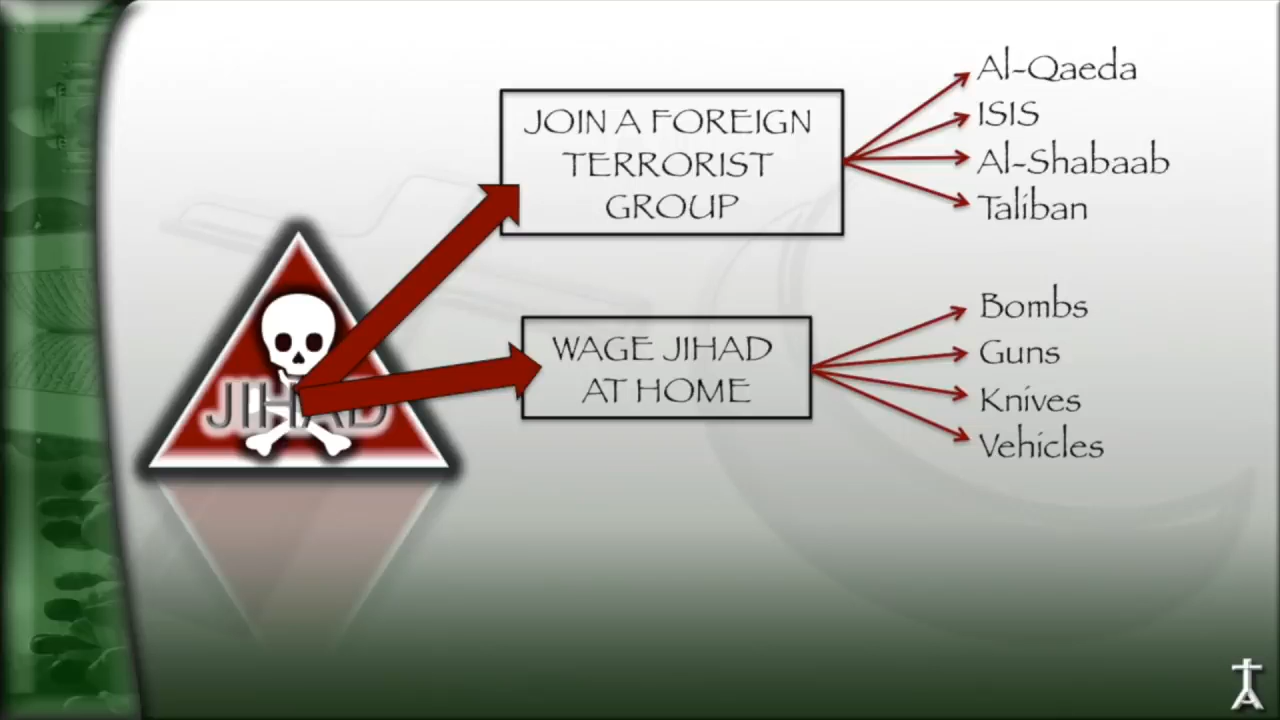 JIHAD
JOIN A FOREIGN
TERRORIST
GROUP
Al-Qaeda
ISIS
Al-Shabaab
Taliban
WAGE JIHAD
AT HOME
Bombs
Guns
Knives
Vehicles